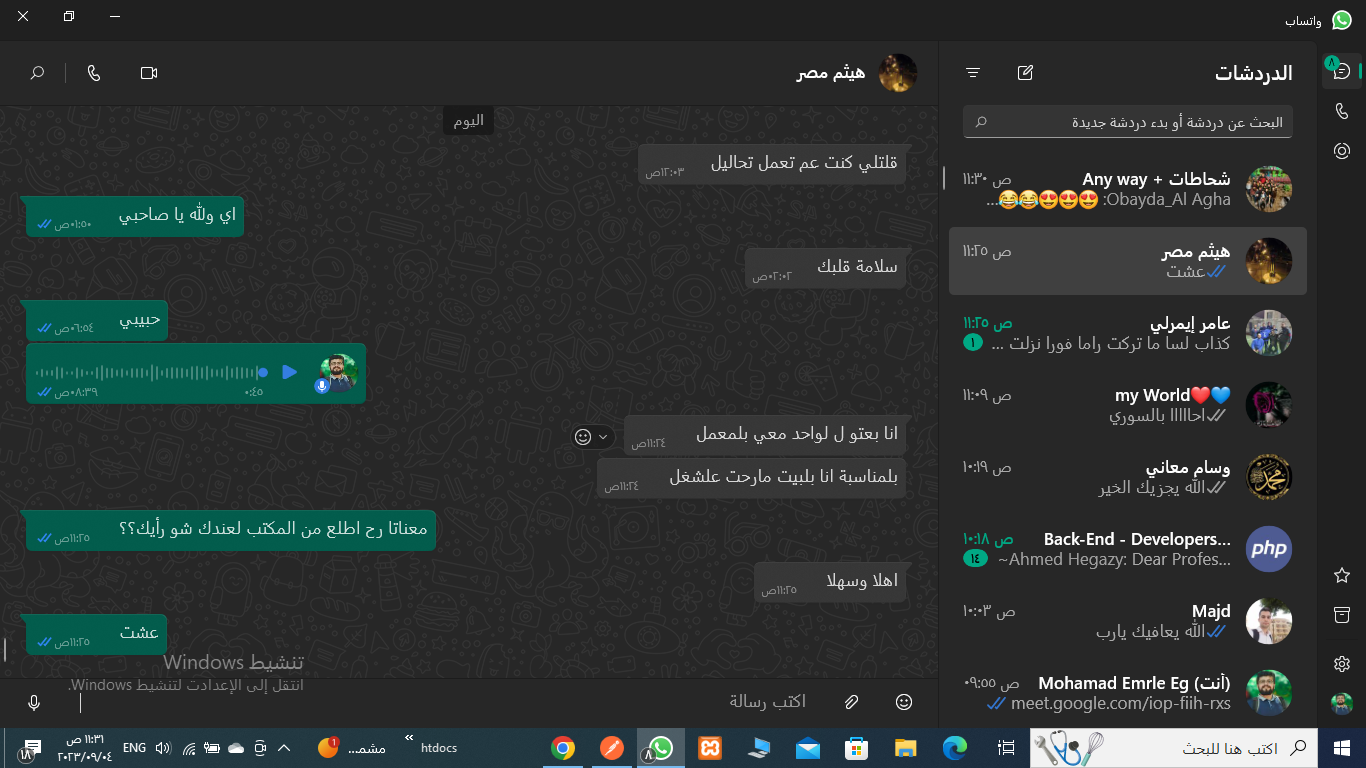 واتساب
٨
الدردشات
البحث عن دردشة أو بدء دردشة جديدة
شحاطات + Any way
١١:٣٠ ص
Obayda_Al Agha: 😍😍😍😂😂...
هيثم مصر
١١:٢٥ ص
عشت
عامر إيمرلي
١١:٢٥ ص
كذاب لسا ما تركت راما فورا نزلت ...
١
my World❤️💙
١١:٠٩ ص
احااااا بالسوري
وسام معاني
١٠:١٩ ص
الله يجزيك الخير
Back-End - Developers...
١٠:١٨ ص
~Ahmed Hegazy: Dear Profes...
١٤
Majd
١٠:٠٣ ص
الله يعافيك يارب
Mohamad Emrle Eg (أنت)
٠٩:٥٥ ص
meet.google.com/iop-fiih-rxs
هيثم مصر
اليوم
قلتلي كنت عم تعمل تحاليل
١٢:٠٣ص
اي ولله يا صاحبي
٠١:٥٠ص
سلامة قلبك
٠٢:٠٢ص
حبيبي
٠٦:٥٤ص
٠:٤٥
٠٨:٣٩ص
انا بعتو ل لواحد معي بلمعمل
١١:٢٤ص
بلمناسبة انا بلبيت مارحت علشغل
١١:٢٤ص
معناتا رح اطلع من المكتب لعندك شو رأيك؟؟
١١:٢٥ص
اهلا وسهلا
١١:٢٥ص
عشت
١١:٢٥ص
تنشيط Windows
انتقل إلى الإعدادت لتنشيط Windows.
اكتب رسالة
اكتب هنا للبحث
php
htdocs
مشم...
1
ENG
١١:٣١ ص
٢٠٢٣/٠٩/٠٤
١٨
٨